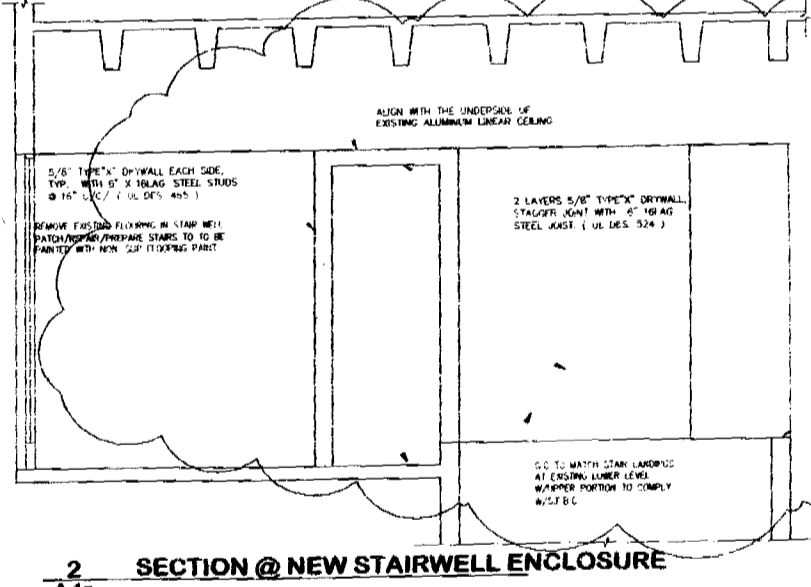 ALIGN WITH THE UNDERSIDE OF
EXISTING ALUMINUM LINEAR CEILING
5/8" TYPE"X" DRYWALL EACH SIDE,
TYP. WITH 6" X 16LAG STEEL STUDS
@ 16" O/C/ ( UL DES. 465 )
REMOVE EXISTING FLOORING IN STAIR WELL
PATCH/REPAIR/PREPARE STAIRS TO TO BE
PAINTED WITH NON SLIP FLOORING PAINT
2 LAYERS 5/8" TYPE"X" DRYWALL,
STAGGER JOINT WITH 6" 16LAG
STEEL JOIST. ( UL DES. 524 )
G.C TO MATCH STAIR LANDINGS
AT EXISTING LOWER LEVEL
W/UPPER PORTION TO COMPLY
W/S.F.B.C
2 SECTION @ NEW STAIRWELL ENCLOSURE